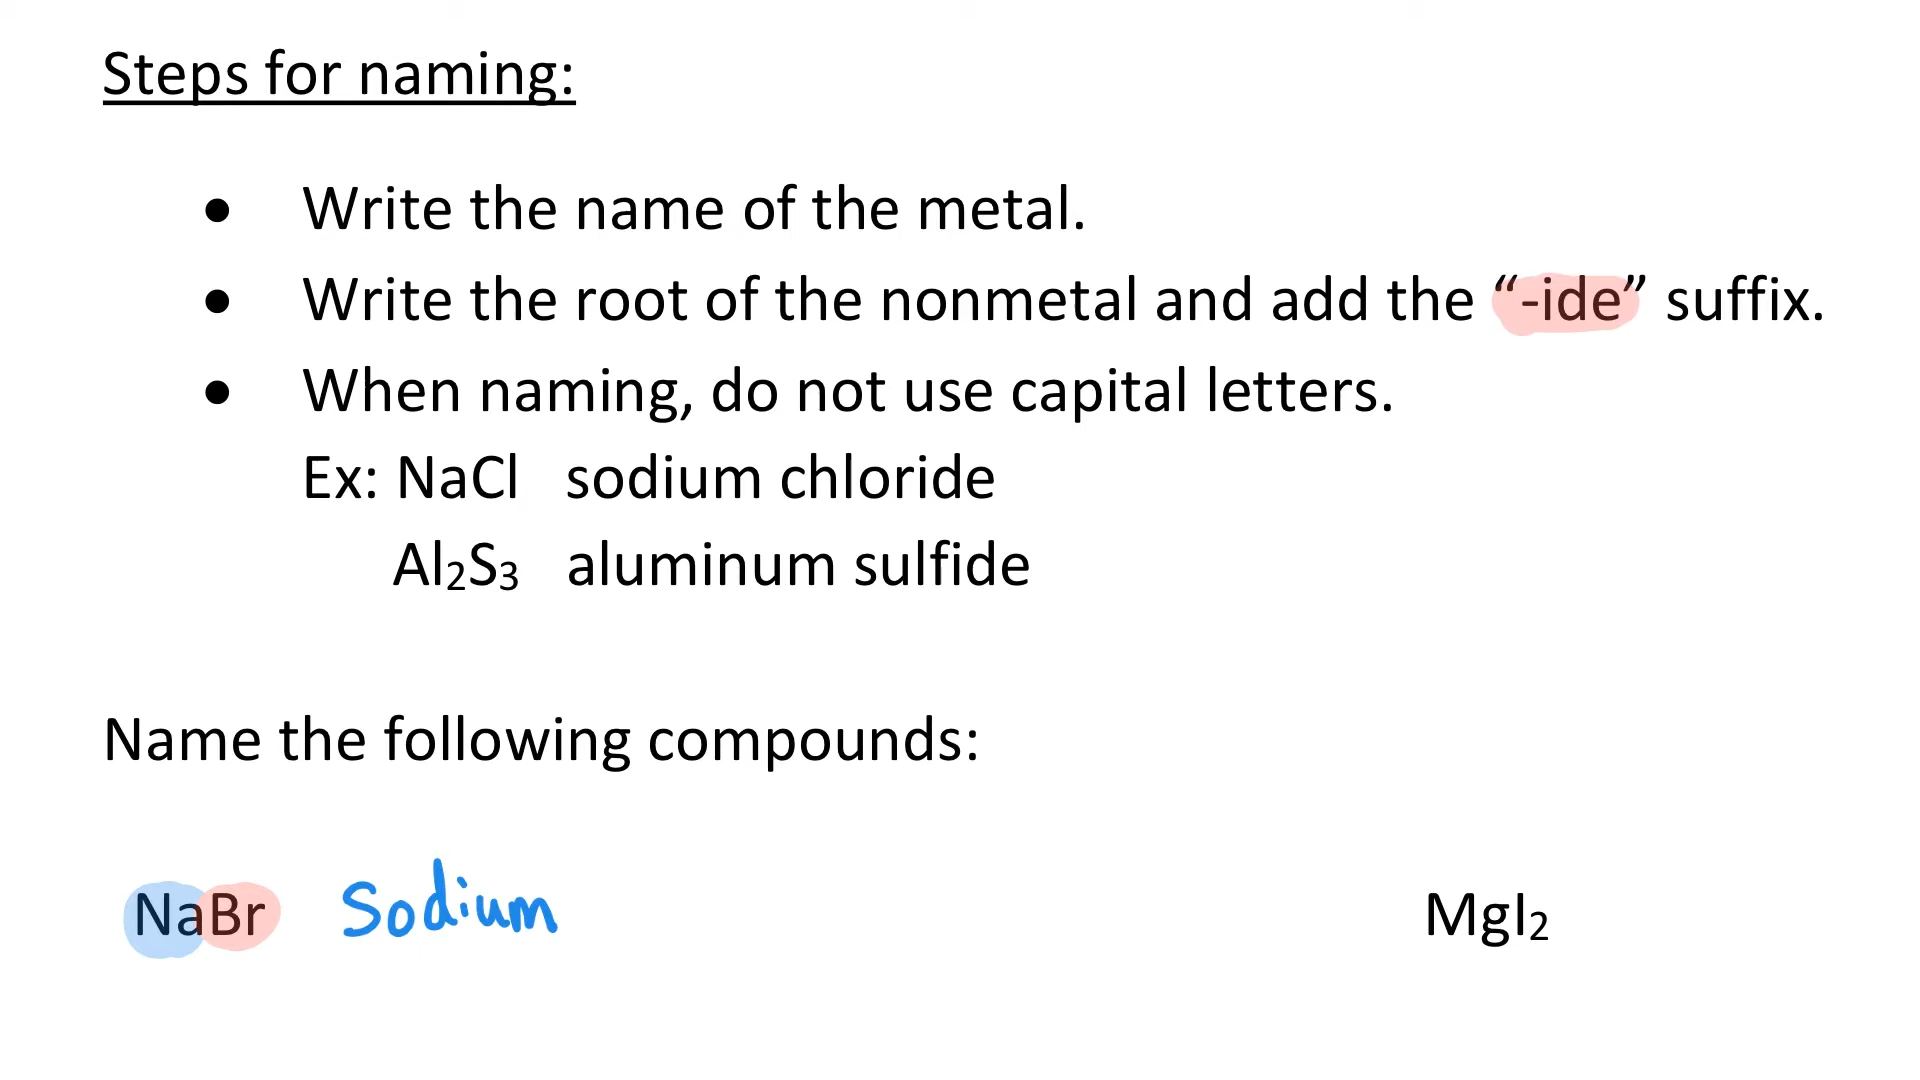 Steps for naming:
• Write the name of the metal.
• Write the root of the nonmetal and add the “-ide” suffix.
• When naming, do not use capital letters.
Ex: NaCl sodium chloride
Al₂S₃ aluminum sulfide
Name the following compounds:
NaBr Sodium MgI₂